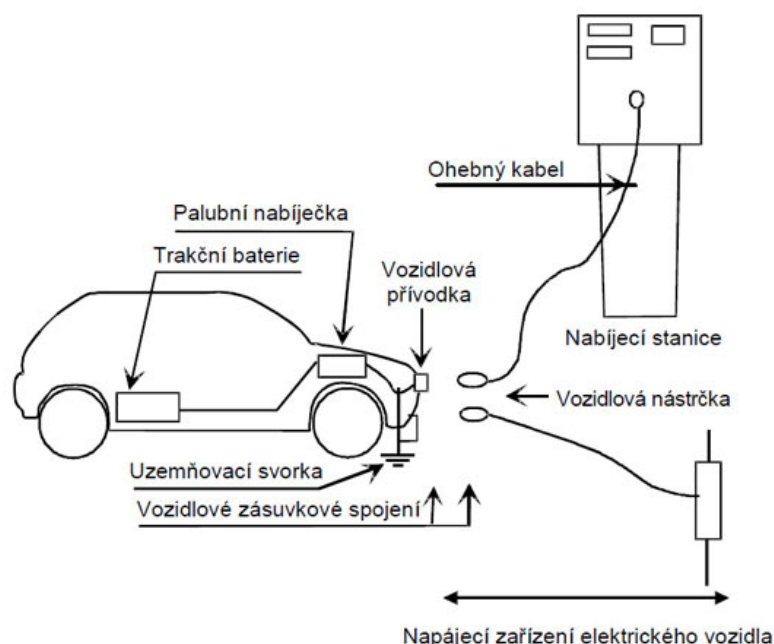 Ohebný kabel
Palubní nabíječka
Trakční baterie
Vozidlová
přívodka
Nabíjecí stanice
Vozidlová nástrčka
Uzemňovací svorka
Vozidlové zásuvkové spojení
Napájecí zařízení elektrického vozidla